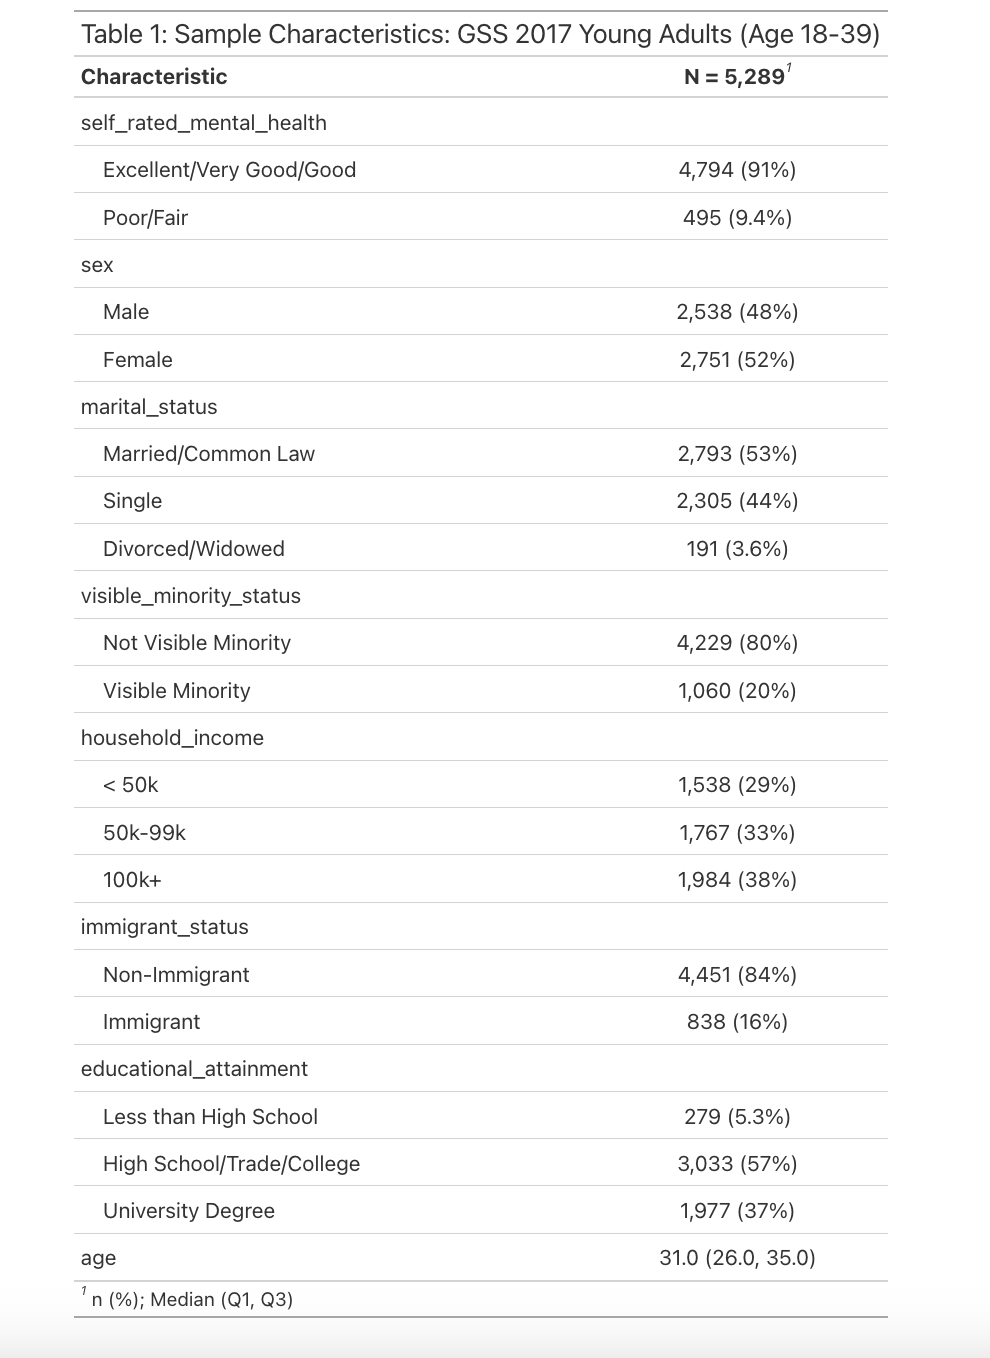 Table 1: Sample Characteristics: GSS 2017 Young Adults (Age 18-39)
Characteristic N = 5,289¹
self_rated_mental_health
Excellent/Very Good/Good 4,794 (91%)
Poor/Fair 495 (9.4%)
sex
Male 2,538 (48%)
Female 2,751 (52%)
marital_status
Married/Common Law 2,793 (53%)
Single 2,305 (44%)
Divorced/Widowed 191 (3.6%)
visible_minority_status
Not Visible Minority 4,229 (80%)
Visible Minority 1,060 (20%)
household_income
< 50k 1,538 (29%)
50k-99k 1,767 (33%)
100k+ 1,984 (38%)
immigrant_status
Non-Immigrant 4,451 (84%)
Immigrant 838 (16%)
educational_attainment
Less than High School 279 (5.3%)
High School/Trade/College 3,033 (57%)
University Degree 1,977 (37%)
age 31.0 (26.0, 35.0)
¹ n (%); Median (Q1, Q3)